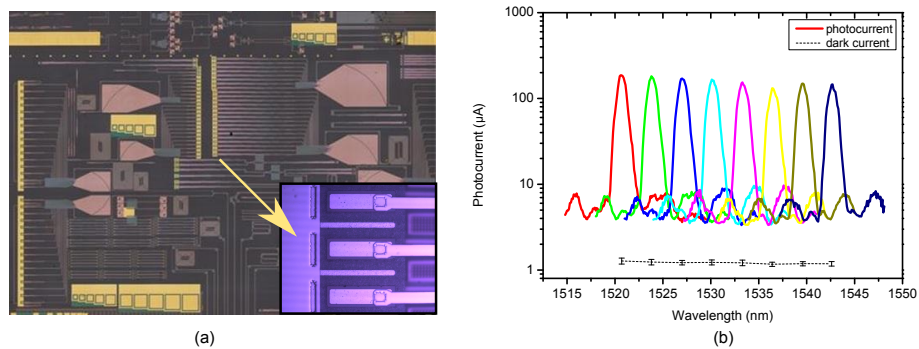 1000
photocurrent
dark current
100
10
1
Photocurrent (µA)
1515 1520 1525 1530 1535 1540 1545 1550
Wavelength (nm)
(a)
(b)